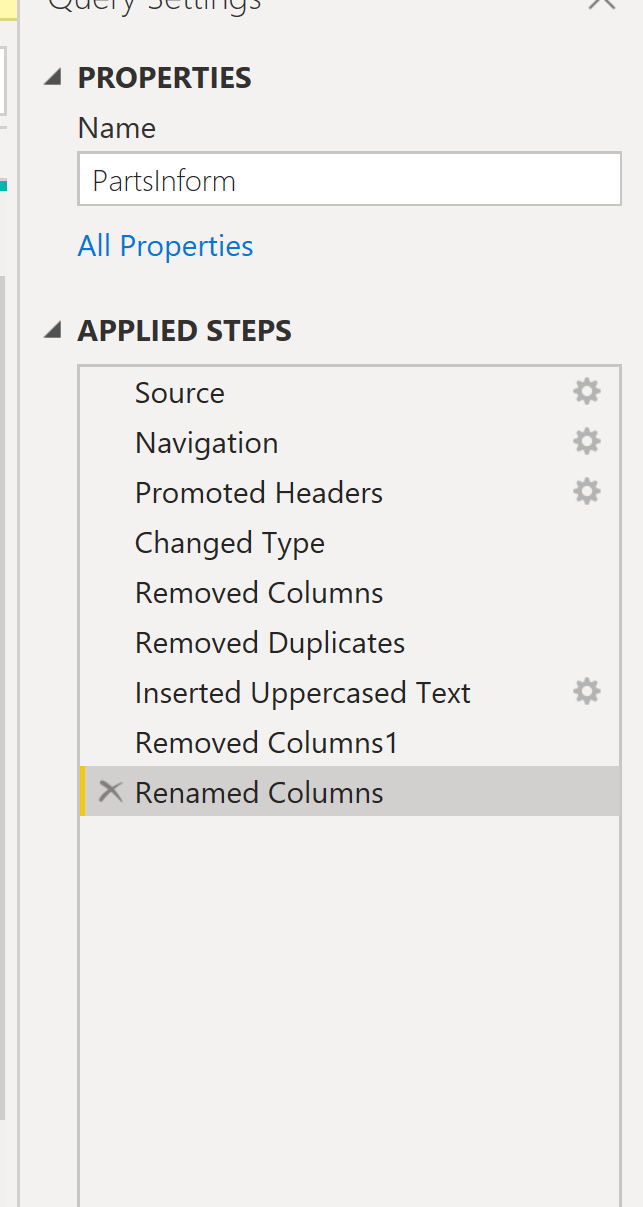 Query Settings
PROPERTIES
Name
PartsInform
All Properties
APPLIED STEPS
Source
Navigation
Promoted Headers
Changed Type
Removed Columns
Removed Duplicates
Inserted Uppercased Text
Removed Columns1
Renamed Columns